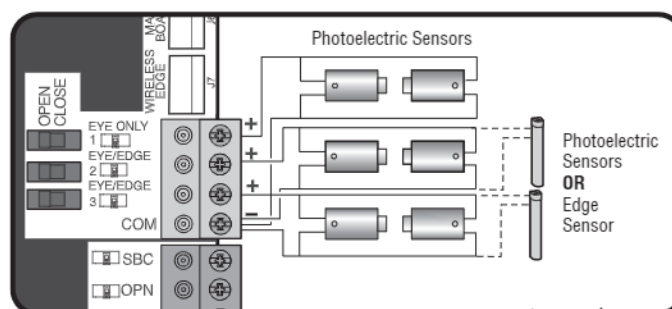 Photoelectric Sensors
MA
BOA
J6
WIRELESS
EDGE
J7
OPEN
CLOSE
EYE ONLY
1
EYE/EDGE
2
EYE/EDGE
3
COM
+
+
+
−
SBC
OPN
Photoelectric
Sensors
OR
Edge
Sensor